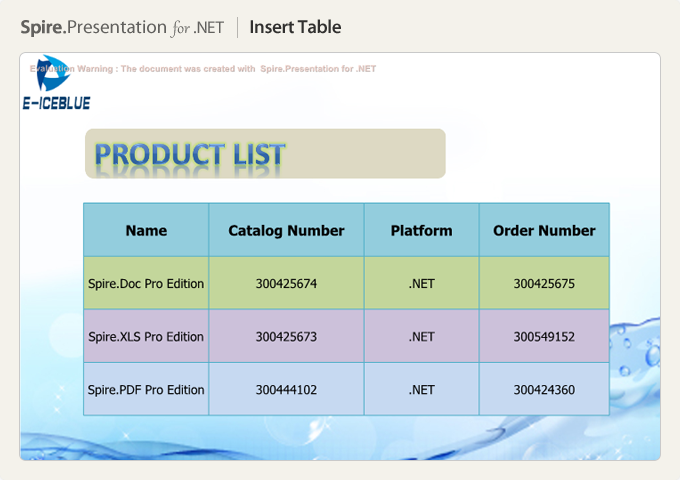 Spire.Presentation for .NET | Insert Table
Evaluation Warning : The document was created with Spire.Presentation for .NET
E-ICEBLUE
PRODUCT LIST
Name Catalog Number Platform Order Number
Spire.Doc Pro Edition 300425674 .NET 300425675
Spire.XLS Pro Edition 300425673 .NET 300549152
Spire.PDF Pro Edition 300444102 .NET 300424360